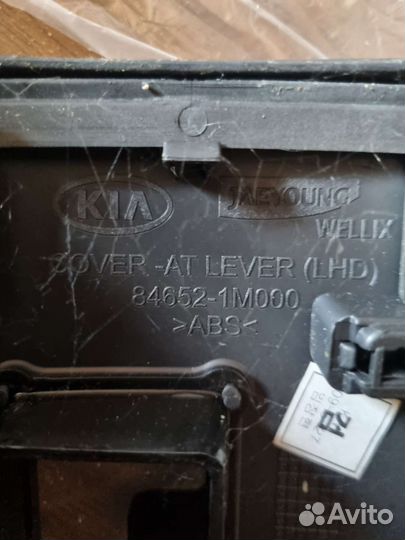 KIA
JAEYOUNG
WELLIX
COVER -AT LEVER (LHD)
84652-1M000
>ABS<
Avito